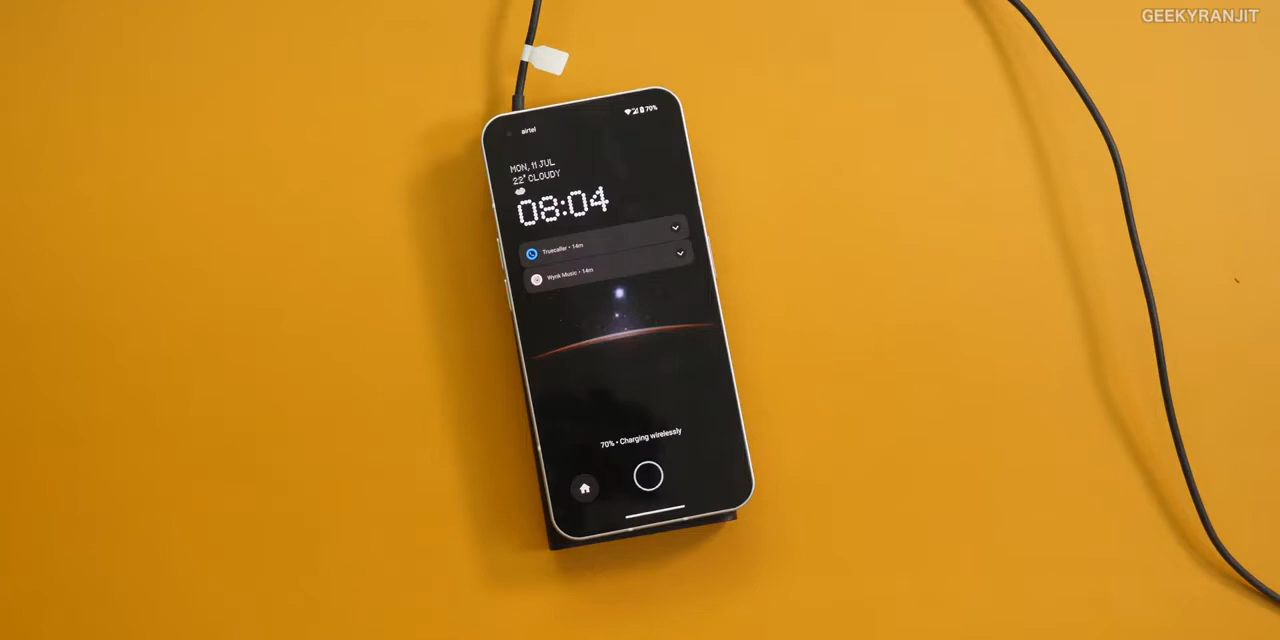 GEEKYRANJIT
airtel
70%
MON, 11 JUL
22° CLOUDY
08:04
Truecaller • 14m
Wynk Music • 14m
70% • Charging wirelessly